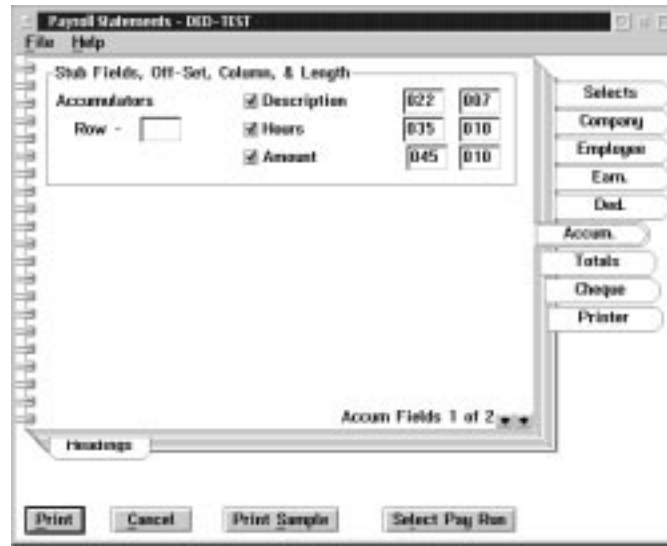 Payroll Statements - DED-TEST
File Help
Stub Fields, Off-Set, Column, & Length
Accumulators
Row -
Description 022 007
Hours 035 010
Amount 045 010
Selects
Company
Employee
Earn.
Ded.
Accum.
Totals
Cheque
Printer
Accum Fields 1 of 2
Headings
Print Cancel Print Sample Select Pay Run